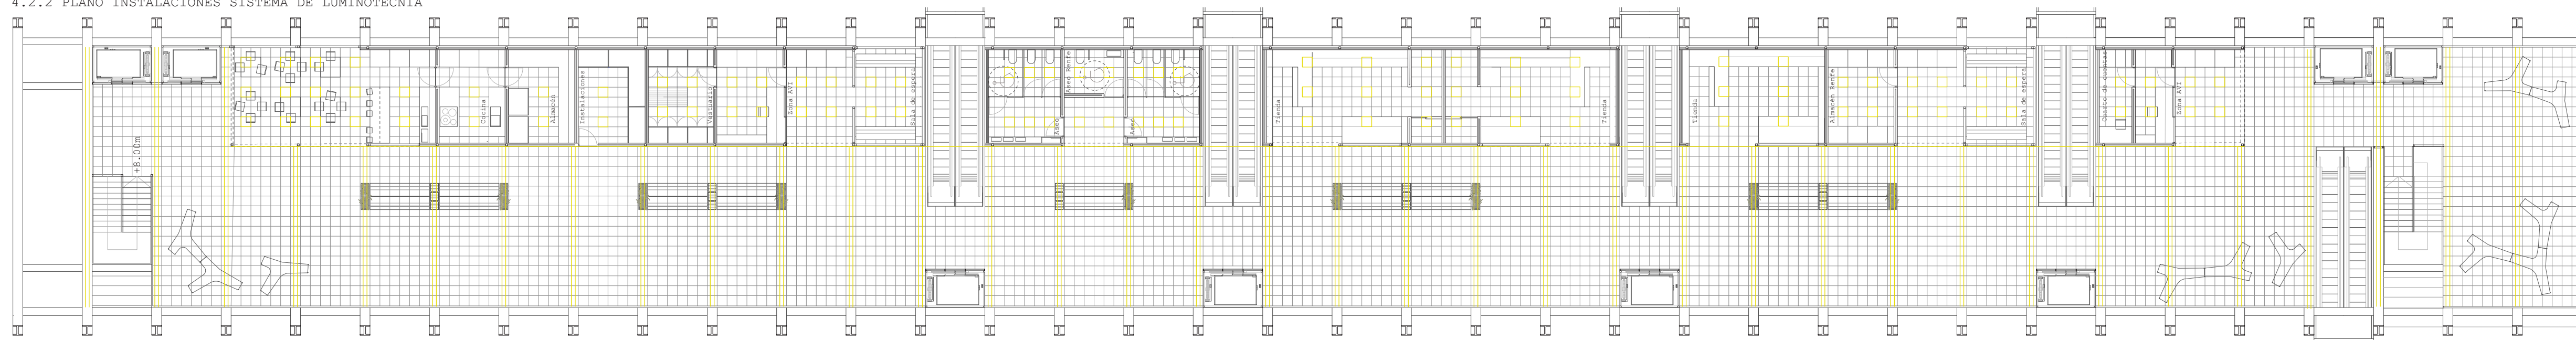 4.2.2 PLANO INSTALACIONES SISTEMA DE LUMINOTECNIA
+8.00m
Cocina
Almacén
Instalaciones
Vestuario
Zona AVI
Sala de espera
Aseo
Aseo Renfe
Aseo
Tienda
Tienda
Tienda
Almacén Renfe
Sala de espera
Cuarto de cuenta
Zona AVI